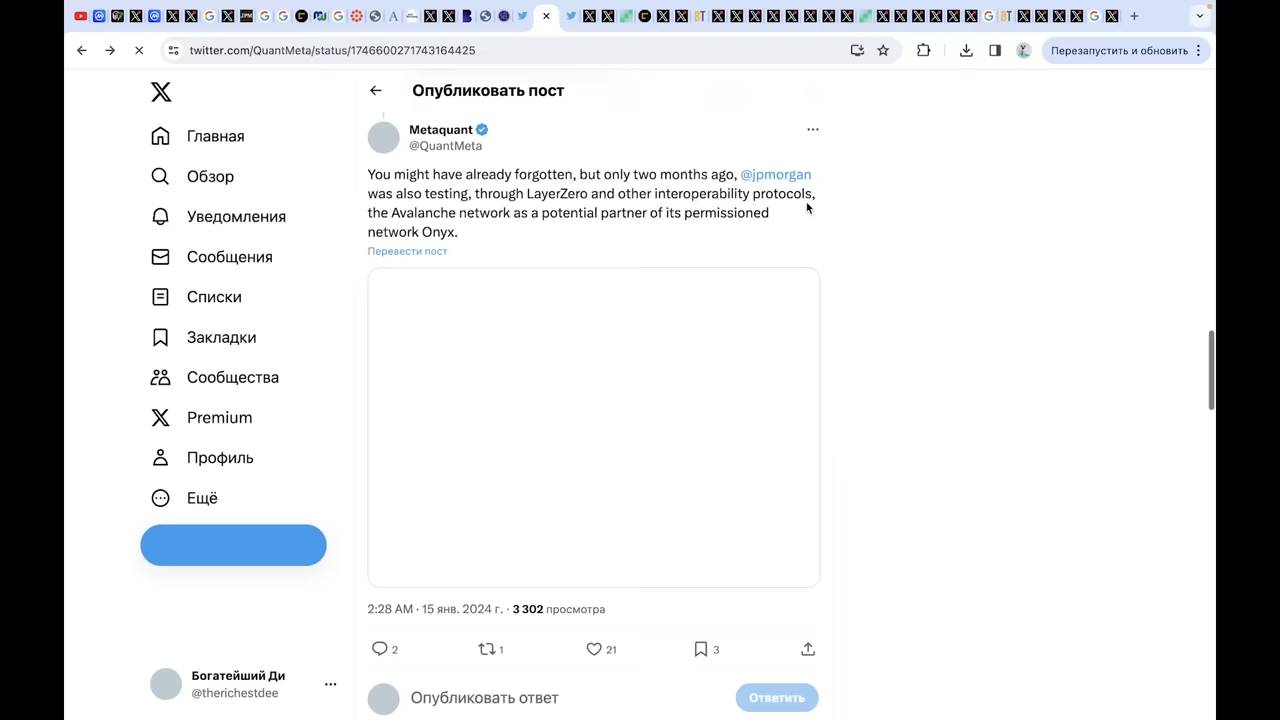 twitter.com/QuantMeta/status/1746600271743164425
Перезапустить и обновить
Главная
Обзор
Уведомления
Сообщения
Списки
Закладки
Сообщества
Premium
Профиль
Ещё
Богатейший Ди
@therichestdee
Опубликовать пост
Metaquant
@QuantMeta
You might have already forgotten, but only two months ago, @jpmorgan
was also testing, through LayerZero and other interoperability protocols,
the Avalanche network as a potential partner of its permissioned
network Onyx.
Перевести пост
2:28 AM · 15 янв. 2024 г. · 3 302 просмотра
2 1 21 3
Опубликовать ответ
Ответить